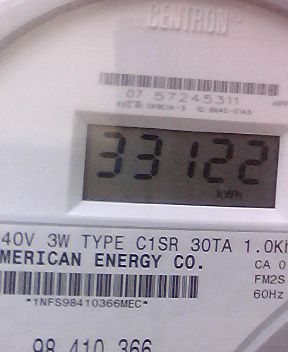 CENTRON
07 57245311
33122
kWh
40V 3W TYPE C1SR 30TA 1.0Kh
MERICAN ENERGY CO.
CA 0
FM2S
60Hz
*1NFS98410366MEC*
98 410 366